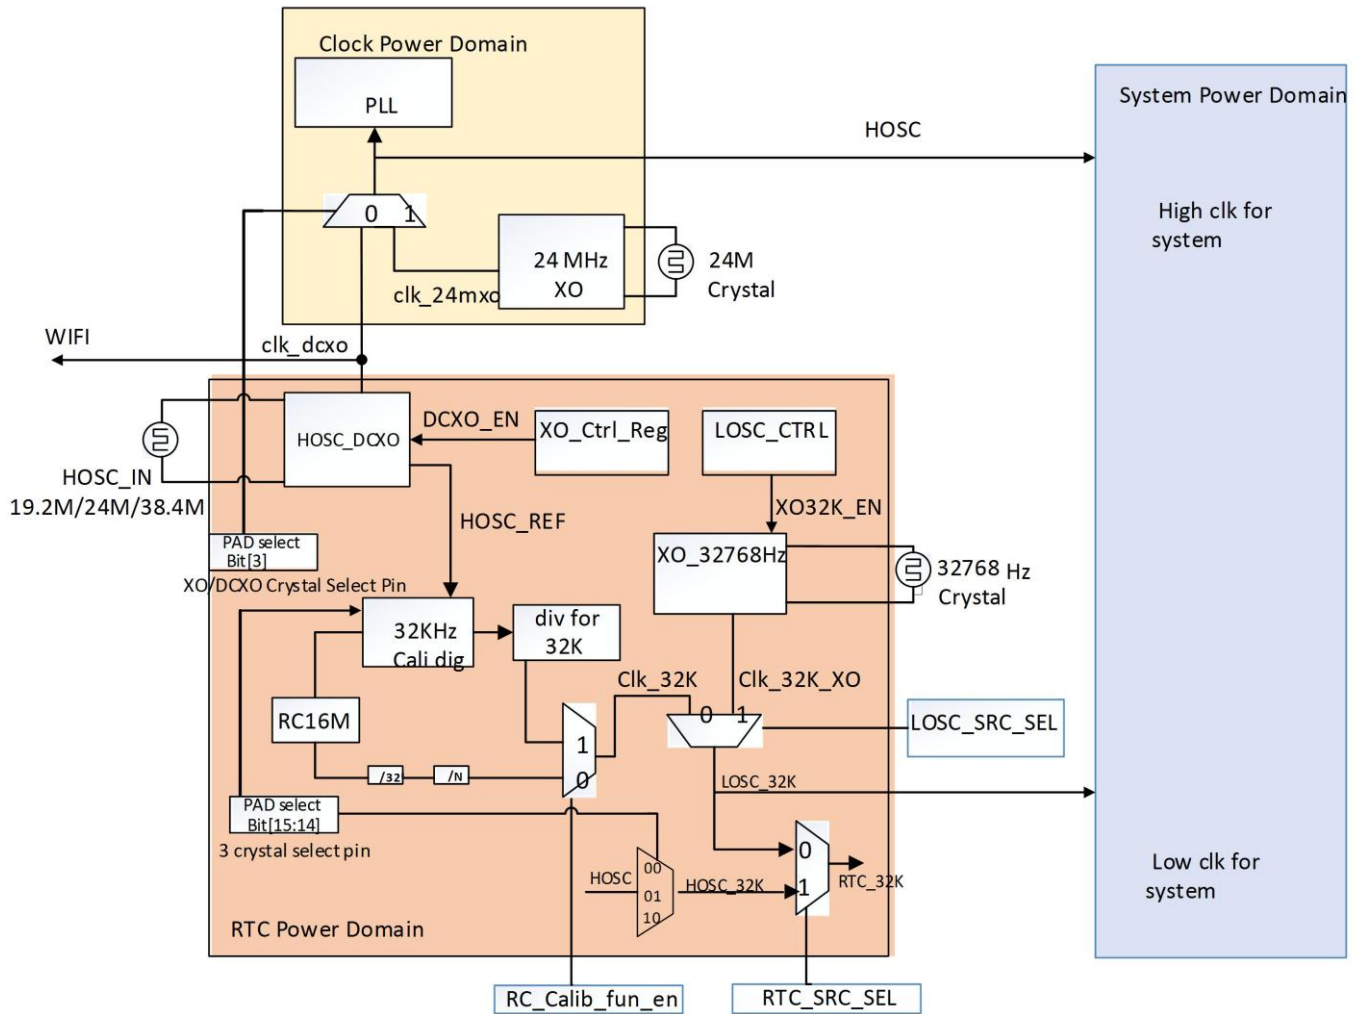 Clock Power Domain
PLL
HOSC
System Power Domain
High clk for
system
0 1
24 MHz
XO
24M
Crystal
clk_24mxo
WIFI
clk_dcxo
HOSC_DCXO
DCXO_EN
XO_Ctrl_Reg
LOSC_CTRL
HOSC_IN
19.2M/24M/38.4M
HOSC_REF
XO32K_EN
PAD select
Bit[3]
XO/DCXO Crystal Select Pin
XO_32768Hz
32768 Hz
Crystal
32KHz
Cali dig
div for
32K
Clk_32K
Clk_32K_XO
RC16M
0 1
LOSC_SRC_SEL
1
0
/32
/N
LOSC_32K
PAD select
Bit[15:14]
3 crystal select pin
HOSC
00
01
10
HOSC_32K
0
1
RTC_32K
Low clk for
system
RTC Power Domain
RC_Calib_fun_en
RTC_SRC_SEL